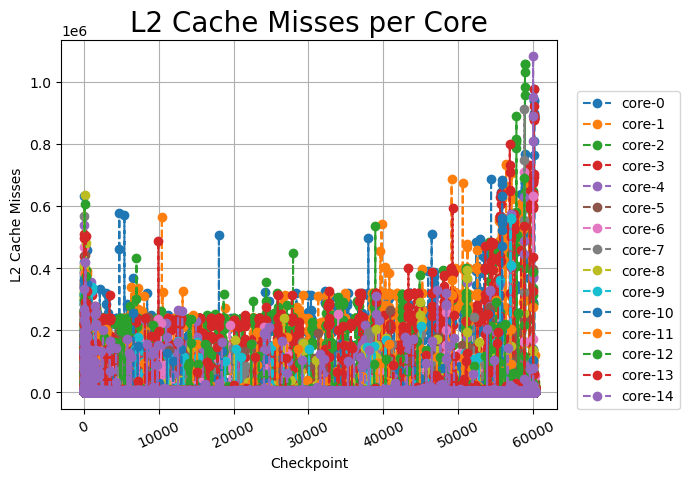 L2 Cache Misses per Core
1e6
1.0
0.8
0.6
0.4
0.2
0.0
L2 Cache Misses
0
10000
20000
30000
40000
50000
60000
Checkpoint
core-0
core-1
core-2
core-3
core-4
core-5
core-6
core-7
core-8
core-9
core-10
core-11
core-12
core-13
core-14